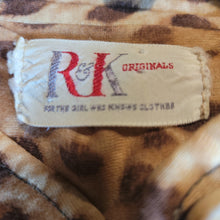 R&K ORIGINALS
FOR THE GIRL WHO KNOWS CLOTHES